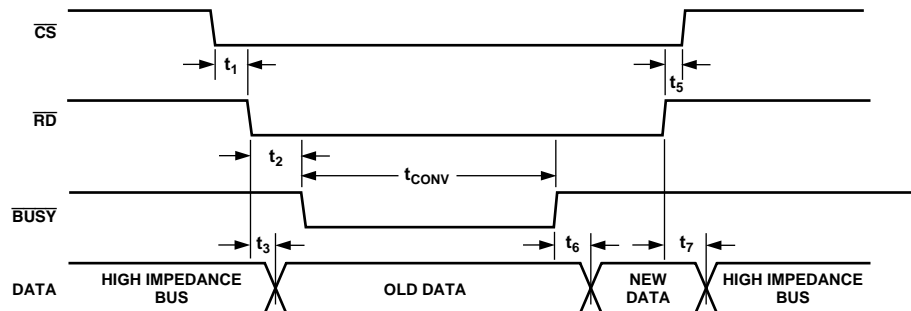 CS
t1
t5
RD
t2
tCONV
BUSY
t3
t6
t7
DATA
HIGH IMPEDANCE
BUS
OLD DATA
NEW
DATA
HIGH IMPEDANCE
BUS